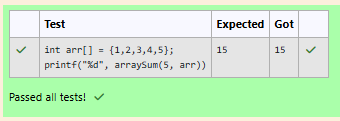 Test Expected Got
int arr[] = {1,2,3,4,5}; 15 15
printf("%d", arraySum(5, arr))
Passed all tests!